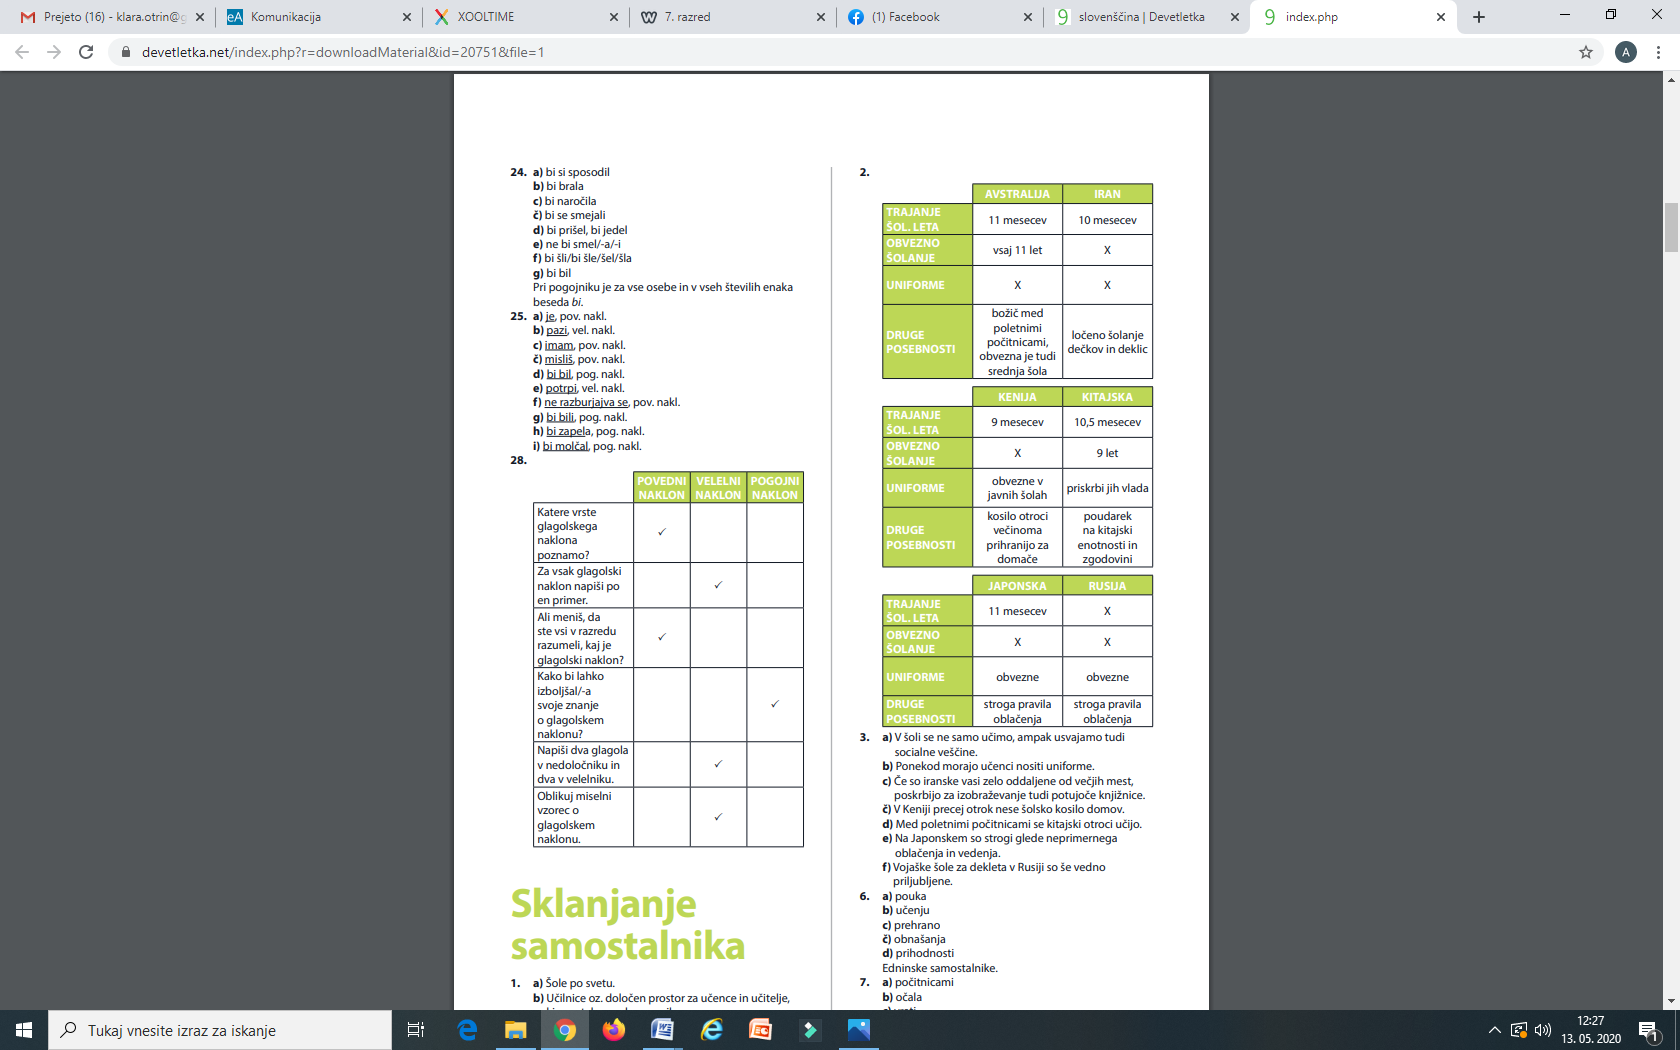 Prejeto (16) - klara.otrin@g
Komunikacija
XOOLTIME
7. razred
(1) Facebook
slovenščina | Devetletka
index.php
devetletka.net/index.php?r=downloadMaterial&id=20751&file=1
A
24. a) bi si sposodil
b) bi brala
c) bi naročila
č) bi se smejali
d) bi prišel, bi jedel
e) ne bi smel/-a/-i
f) bi šli/bi šle/šel/šla
g) bi bil
Pri pogojniku je za vse osebe in v vseh številih enaka
beseda bi.
25. a) je, pov. nakl.
b) pazi, vel. nakl.
c) imam, pov. nakl.
č) misliš, pov. nakl.
d) bi bil, pog. nakl.
e) potrpi, vel. nakl.
f) ne razburjajva se, pov. nakl.
g) bi bili, pog. nakl.
h) bi zapela, pog. nakl.
i) bi molčal, pog. nakl.
28.
POVEDNI NAKLON VELELNI NAKLON POGOJNI NAKLON
Katere vrste
glagolskega
naklona
poznamo? ✓
Za vsak glagolski
naklon napiši po
en primer. ✓
Ali meniš, da
ste vsi v razredu
razumeli, kaj je
glagolski naklon? ✓
Kako bi lahko
izboljšal/-a
svoje znanje
o glagolskem
naklonu? ✓
Napiši dva glagola
v nedoločniku in
dva v velelniku. ✓
Oblikuj miselni
vzorec o
glagolskem
naklonu. ✓
Sklanjanje
samostalnika
1. a) Šole po svetu.
b) Učilnice oz. določen prostor za učence in učitelje,
2.
AVSTRALIJA IRAN
TRAJANJE
ŠOL. LETA 11 mesecev 10 mesecev
OBVEZNO
ŠOLANJE vsaj 11 let X
UNIFORME X X
DRUGE
POSEBNOSTI
božič med
poletnimi
počitnicami,
obvezna je tudi
srednja šola
ločeno šolanje
dečkov in deklic
KENIJA KITAJSKA
TRAJANJE
ŠOL. LETA 9 mesecev 10,5 mesecev
OBVEZNO
ŠOLANJE X 9 let
UNIFORME
obvezne v
javnih šolah
priskrbi jih vlada
DRUGE
POSEBNOSTI
kosilo otroci
večinoma
prihranijo za
domače
poudarek
na kitajski
enotnosti in
zgodovini
JAPONSKA RUSIJA
TRAJANJE
ŠOL. LETA 11 mesecev X
OBVEZNO
ŠOLANJE X X
UNIFORME obvezne obvezne
DRUGE
POSEBNOSTI
stroga pravila
oblačenja
stroga pravila
oblačenja
3. a) V šoli se ne samo učimo, ampak usvajamo tudi
socialne veščine.
b) Ponekod morajo učenci nositi uniforme.
c) Če so iranske vasi zelo oddaljene od večjih mest,
poskrbijo za izobraževanje tudi potujoče knjižnice.
č) V Keniji precej otrok nese šolsko kosilo domov.
d) Med poletnimi počitnicami se kitajski otroci učijo.
e) Na Japonskem so strogi glede neprimernega
oblačenja in vedenja.
f) Vojaške šole za dekleta v Rusiji so še vedno
priljubljene.
6. a) pouka
b) učenju
c) prehrano
č) obnašanja
d) prihodnosti
Edninske samostalnike.
7. a) počitnicami
b) očala
Tukaj vnesite izraz za iskanje
12:27
13. 05. 2020
1